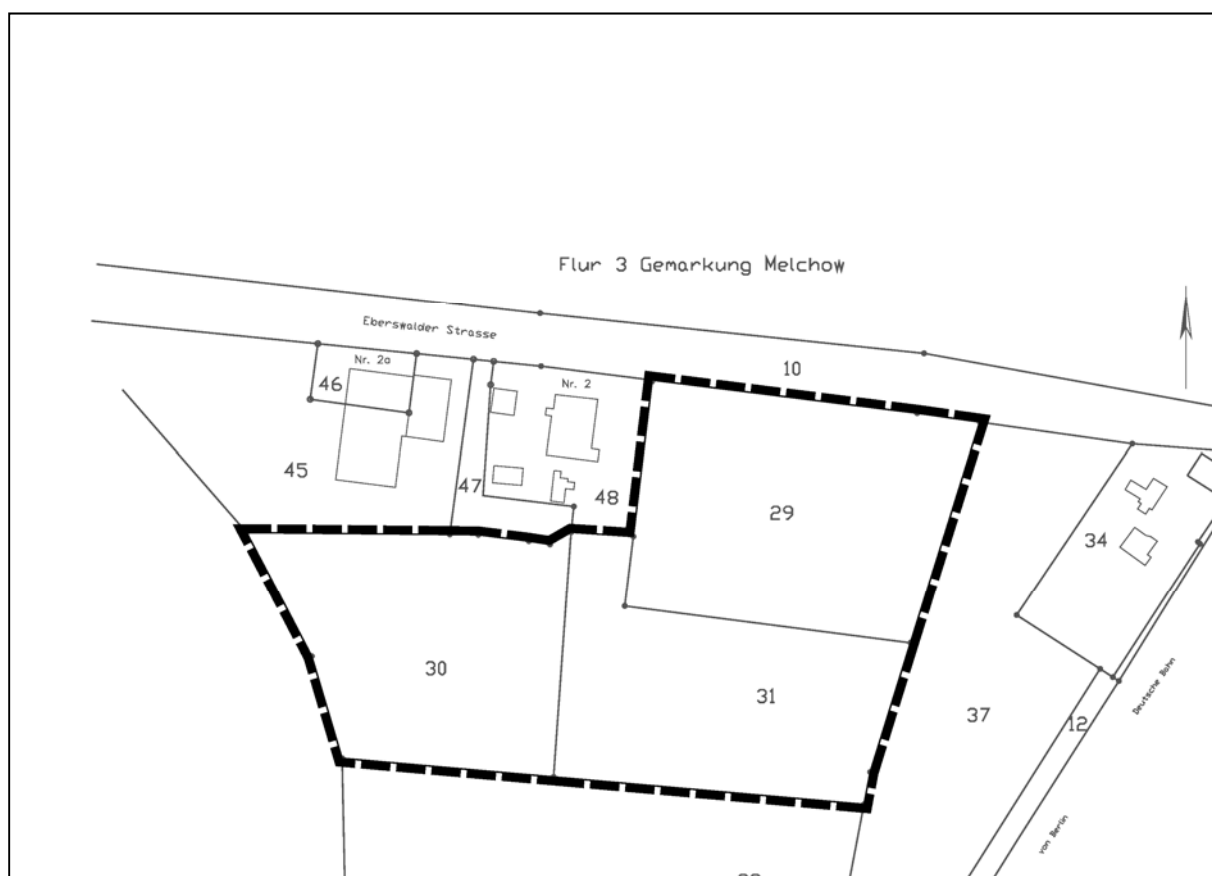 Flur 3 Gemarkung Melchow
Eberswalder Strasse
10
Nr. 2a
Nr. 2
46
45
47
48
29
34
30
31
37
12
Deutsche Bahn
von Berlin